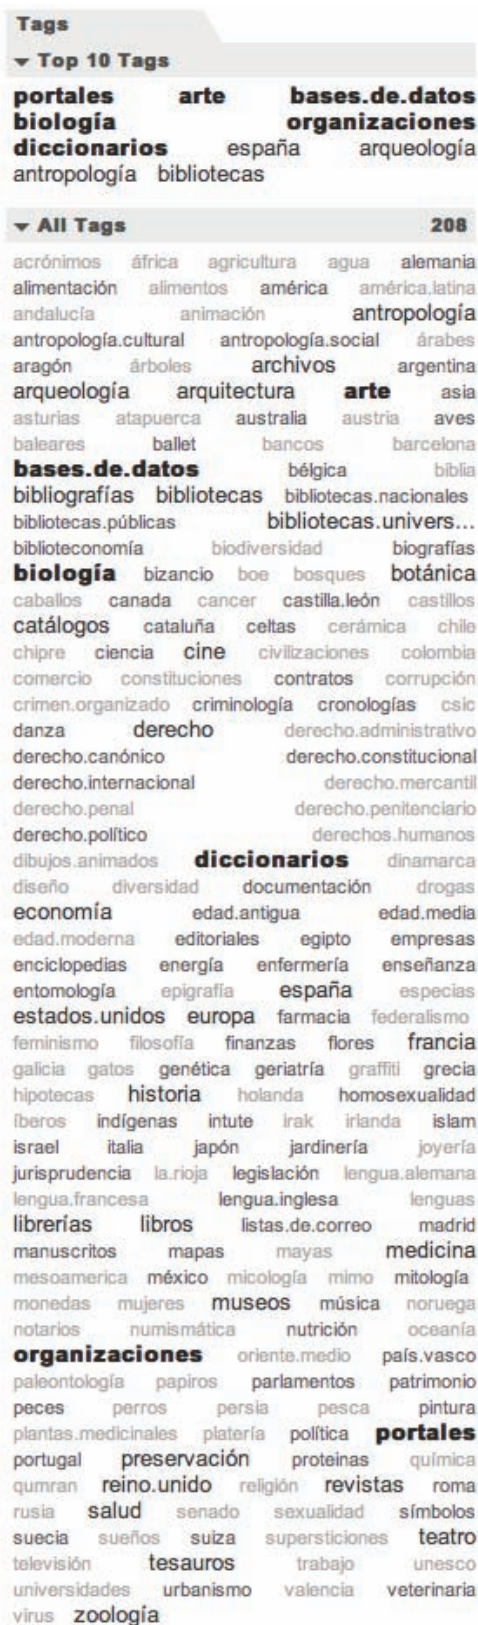 Tags
Top 10 Tags
portales arte bases.de.datos
biología organizaciones
diccionarios españa arqueología
antropología bibliotecas
All Tags 208
acrónimos áfrica agricultura agua alemania
alimentación alimentos américa américa.latina
andalucía animación antropología
antropología.cultural antropología.social árabes
aragón árboles archivos argentina
arqueología arquitectura arte asia
asturias atapuerca australia austria aves
baleares ballet bancos barcelona
bases.de.datos bélgica biblia
bibliografías bibliotecas bibliotecas.nacionales
bibliotecas.públicas bibliotecas.univers...
biblioteconomía biodiversidad biografías
biología bizancio boe bosques botánica
caballos canada cancer castilla.león castillos
catálogos cataluña celtas cerámica chile
chipre ciencia cine civilizaciones colombia
comercio constituciones contratos corrupción
crimen.organizado criminología cronologías csic
danza derecho derecho.administrativo
derecho.canónico derecho.constitucional
derecho.internacional derecho.mercantil
derecho.penal derecho.penitenciario
derecho.político derechos.humanos
dibujos.animados diccionarios dinamarca
diseño diversidad documentación drogas
economía edad.antigua edad.media
edad.moderna editoriales egipto empresas
enciclopedias energía enfermería enseñanza
entomología epigrafía españa especias
estados.unidos europa farmacia federalismo
feminismo filosofía finanzas flores francia
galicia gatos genética geriatría graffiti grecia
hipotecas historia holanda homosexualidad
íberos indígenas intute irak irlanda islam
israel italia japón jardinería joyería
jurisprudencia la.rioja legislación lengua.alemana
lengua.francesa lengua.inglesa lenguas
librerías libros listas.de.correo madrid
manuscritos mapas mayas medicina
mesoamerica méxico micología mimo mitología
monedas mujeres museos música noruega
notarios numismática nutrición oceanía
organizaciones oriente.medio país.vasco
paleontología papiros parlamentos patrimonio
peces perros persia pesca pintura
plantas.medicinales platería política portales
portugal preservación proteinas química
qumran reino.unido religión revistas roma
rusia salud senado sexualidad símbolos
suecia sueños suiza supersticiones teatro
televisión tesauros trabajo unesco
universidades urbanismo valencia veterinaria
virus zoología